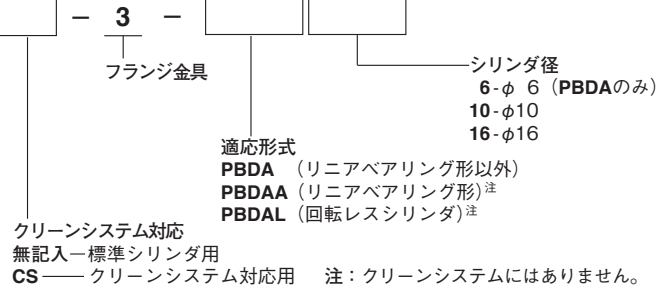 － 3 －
フランジ金具
シリンダ径
6-φ 6（PBDAのみ）
10-φ10
16-φ16
適応形式
PBDA （リニアベアリング形以外）
PBDAA（リニアベアリング形）注
PBDAL（回転レスシリンダ）注
クリーンシステム対応
無記入－標準シリンダ用
CS ── クリーンシステム対応用 注：クリーンシステムにはありません。